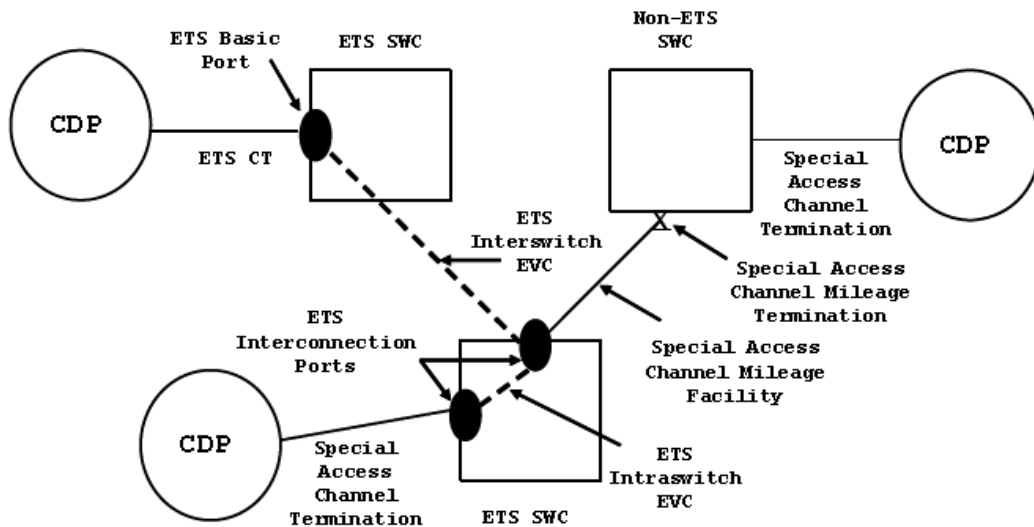 Non-ETS
SWC
ETS SWC
ETS Basic
Port
CDP
ETS CT
CDP
Special
Access
Channel
Termination
ETS
Interswitch
EVC
X
Special Access
Channel Mileage
Termination
ETS
Interconnection
Ports
Special Access
Channel Mileage
Facility
CDP
Special
Access
Channel
Termination
ETS
Intraswitch
EVC
ETS SWC